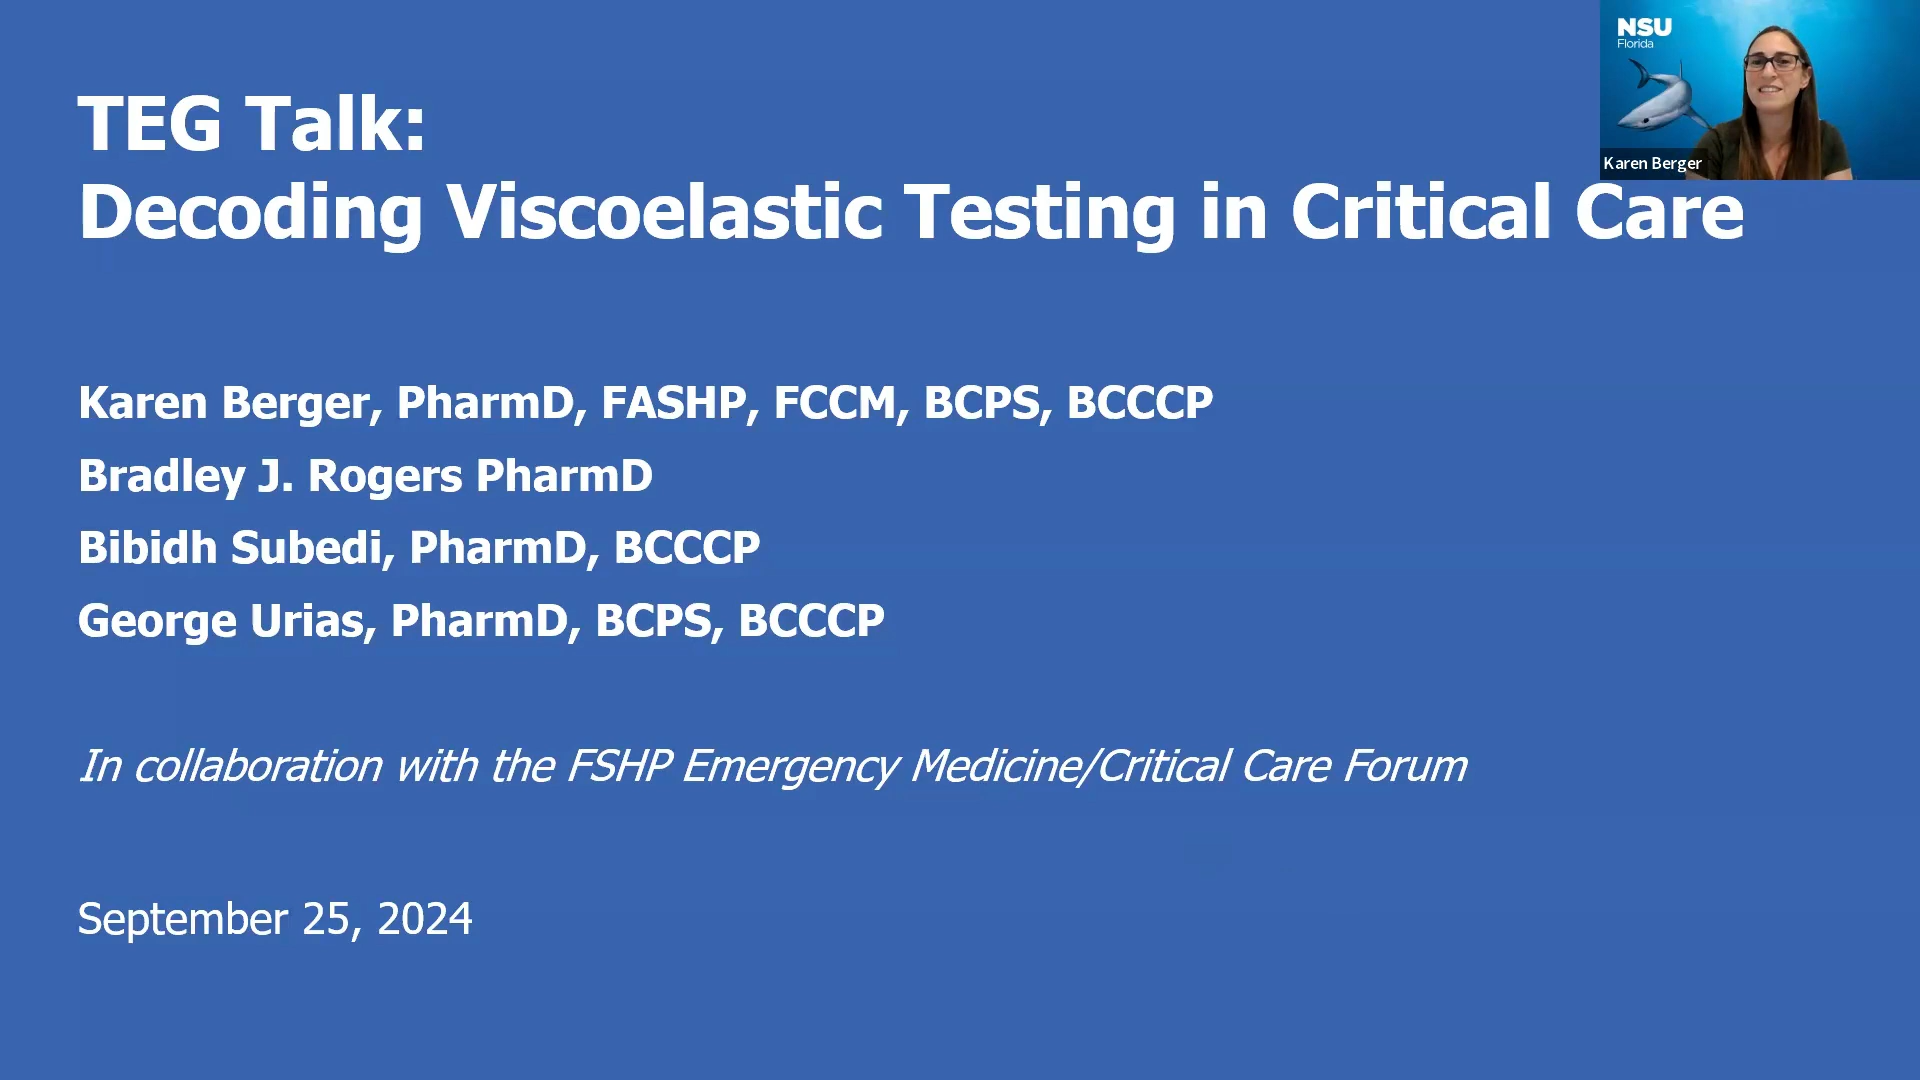 NSU
Florida
Karen Berger
TEG Talk:
Decoding Viscoelastic Testing in Critical Care
Karen Berger, PharmD, FASHP, FCCM, BCPS, BCCCP
Bradley J. Rogers PharmD
Bibidh Subedi, PharmD, BCCCP
George Urias, PharmD, BCPS, BCCCP
In collaboration with the FSHP Emergency Medicine/Critical Care Forum
September 25, 2024